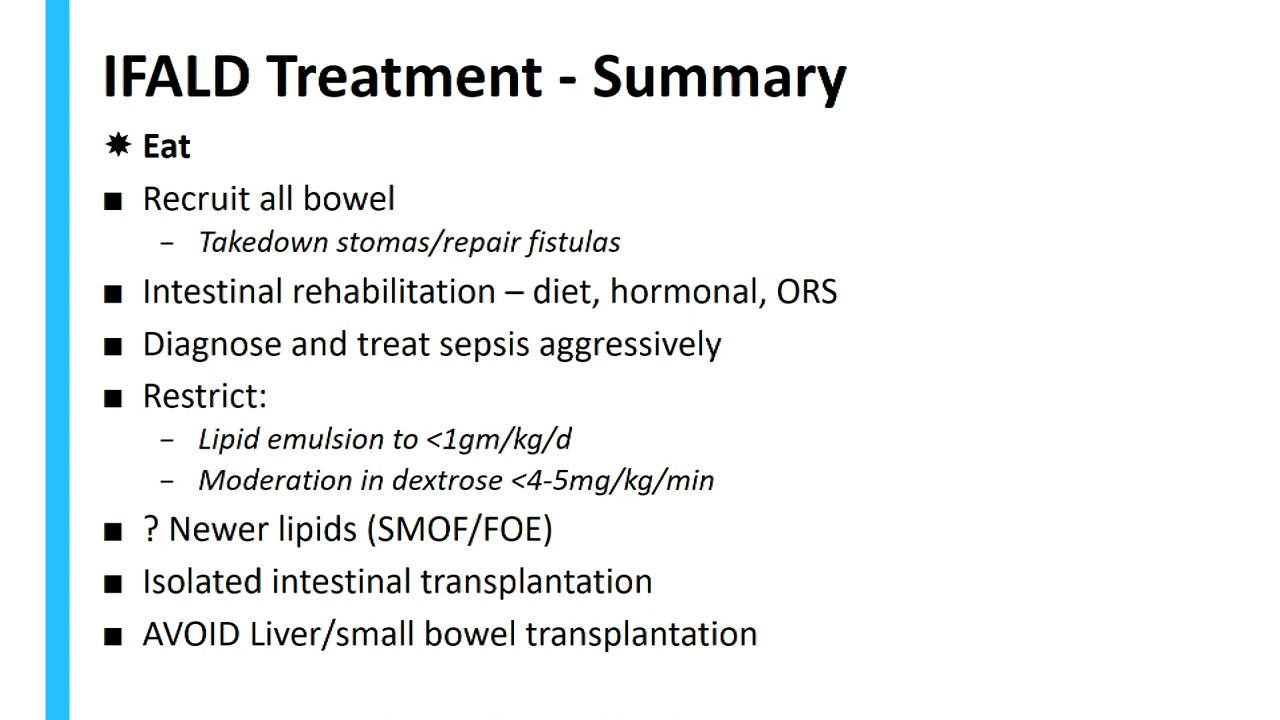 IFALD Treatment - Summary
✷ Eat
■ Recruit all bowel
– Takedown stomas/repair fistulas
■ Intestinal rehabilitation – diet, hormonal, ORS
■ Diagnose and treat sepsis aggressively
■ Restrict:
– Lipid emulsion to <1gm/kg/d
– Moderation in dextrose <4-5mg/kg/min
■ ? Newer lipids (SMOF/FOE)
■ Isolated intestinal transplantation
■ AVOID Liver/small bowel transplantation